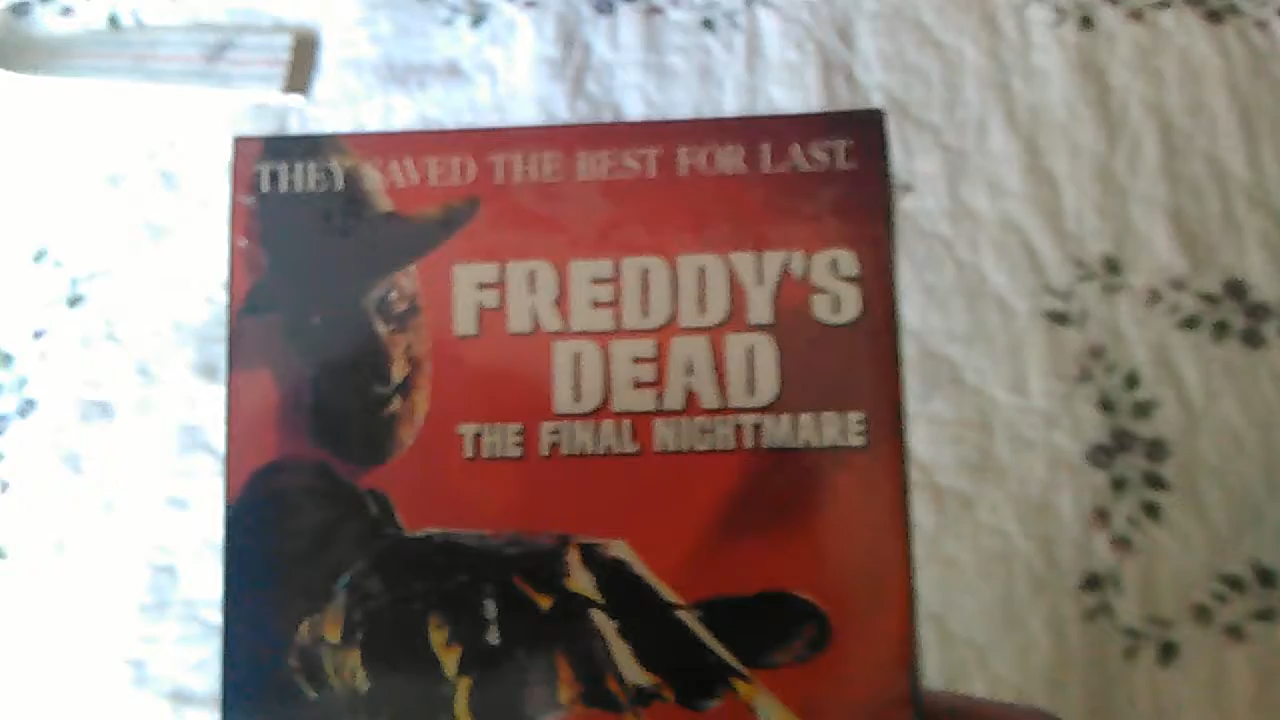 THEY SAVED THE BEST FOR LAST.
FREDDY'S
DEAD
THE FINAL NIGHTMARE